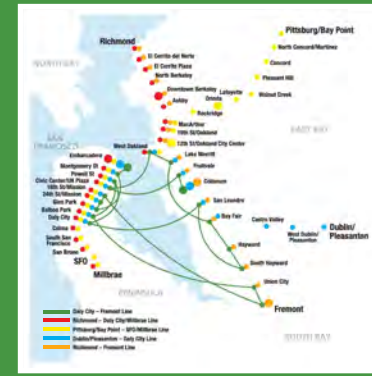 Pittsburg/Bay Point
Richmond
North Concord/Martinez
El Cerrito del Norte
El Cerrito Plaza
Concord
NORTH BAY
North Berkeley
Pleasant Hill
Downtown Berkeley
Lafayette
Walnut Creek
Ashby
Orinda
Rockridge
MacArthur
19th St/Oakland
EAST BAY
12th St/Oakland City Center
SAN
FRANCISCO
West Oakland
Lake Merritt
Embarcadero
Montgomery St
Fruitvale
Powell St
Civic Center/UN Plaza
Coliseum
16th St/Mission
24th St/Mission
Glen Park
San Leandro
Balboa Park
Bay Fair
Daly City
Castro Valley
Dublin/
Pleasanton
Colma
West Dublin/
Pleasanton
South San
Francisco
Hayward
San Bruno
SFO
South Hayward
Millbrae
Union City
PENINSULA
Fremont
Daly City – Fremont Line
Richmond – Daly City/Millbrae Line
Pittsburg/Bay Point – SFO/Millbrae Line
Dublin/Pleasanton – Daly City Line
Richmond – Fremont Line
SOUTH BAY